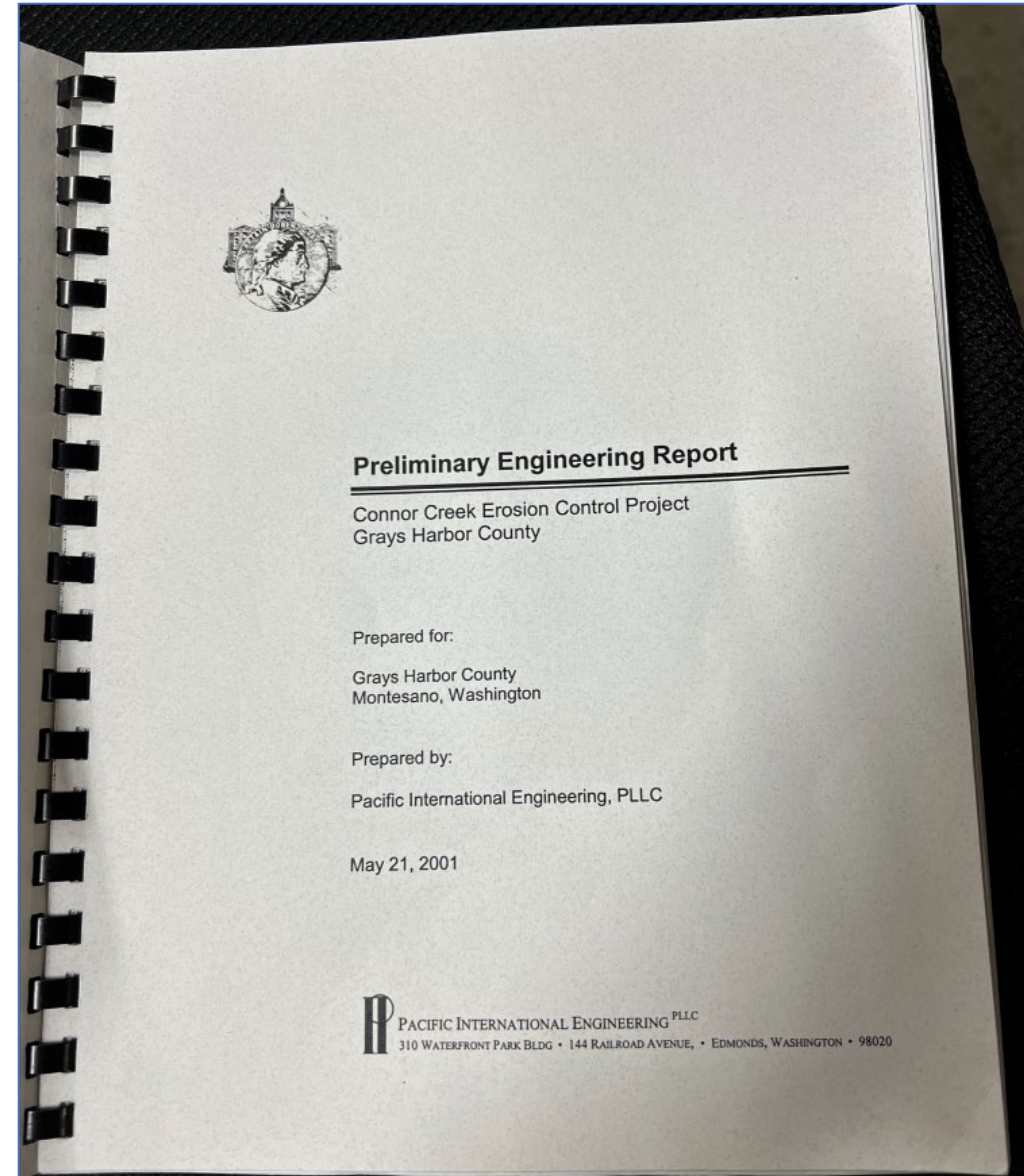 Preliminary Engineering Report
Connor Creek Erosion Control Project
Grays Harbor County
Prepared for:
Grays Harbor County
Montesano, Washington
Prepared by:
Pacific International Engineering, PLLC
May 21, 2001
PACIFIC INTERNATIONAL ENGINEERING PLLC
310 WATERFRONT PARK BLDG • 144 RAILROAD AVENUE, • EDMONDS, WASHINGTON • 98020